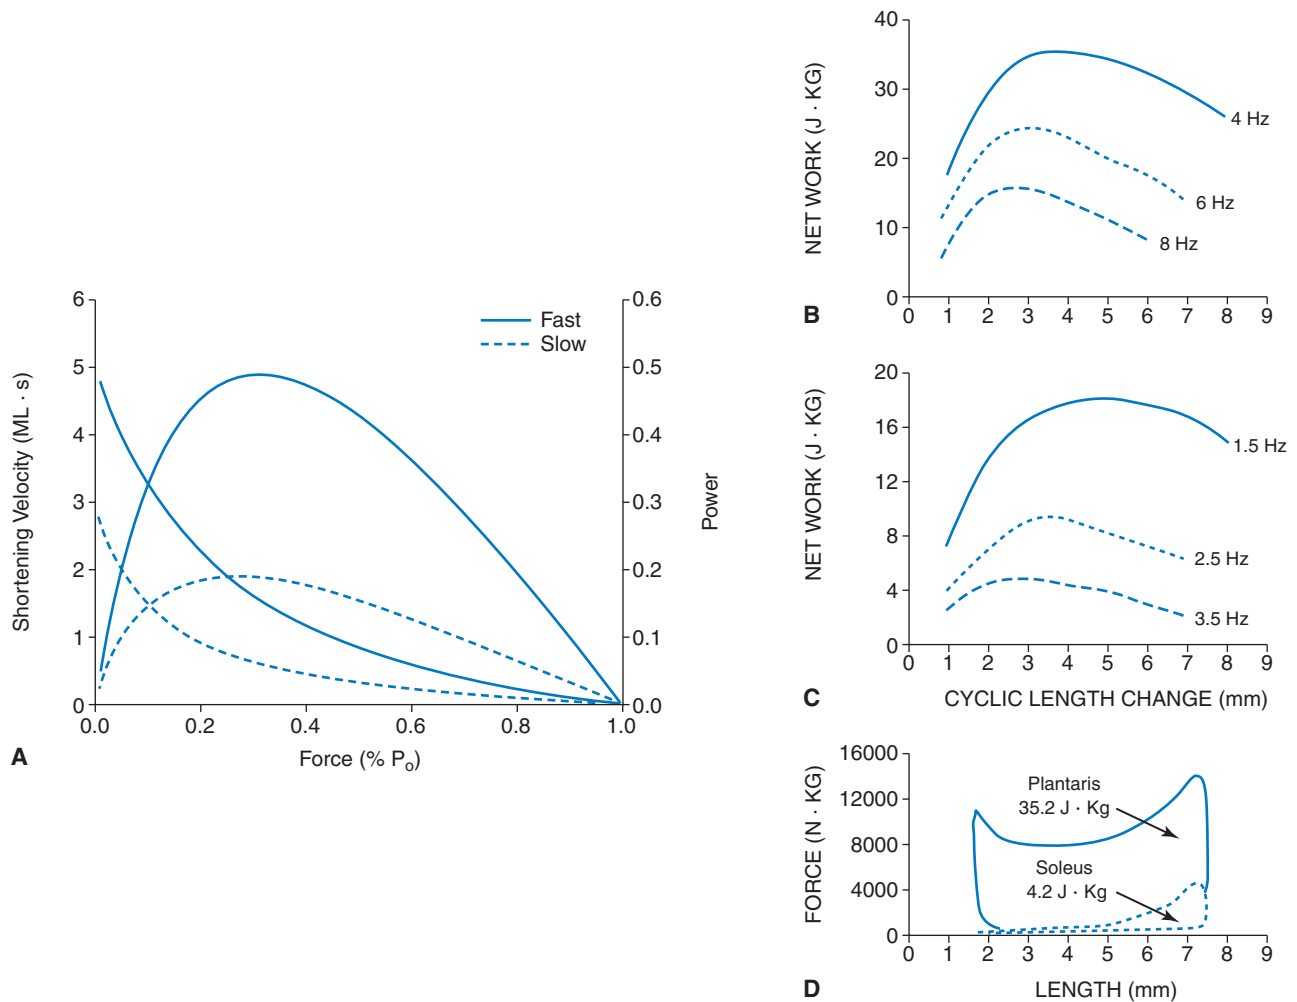 6
5
4
3
2
1
0
Shortening Velocity (ML · s)
0.6
0.5
0.4
0.3
0.2
0.1
0.0
Power
Fast
Slow
0.0 0.2 0.4 0.6 0.8 1.0
Force (% Po)
A
40
30
20
10
0
NET WORK (J · KG)
4 Hz
6 Hz
8 Hz
0 1 2 3 4 5 6 7 8 9
B
20
16
12
8
4
0
NET WORK (J · KG)
1.5 Hz
2.5 Hz
3.5 Hz
0 1 2 3 4 5 6 7 8 9
C
CYCLIC LENGTH CHANGE (mm)
16000
12000
8000
4000
0
FORCE (N · KG)
Plantaris
35.2 J · Kg
Soleus
4.2 J · Kg
0 1 2 3 4 5 6 7 8 9
D
LENGTH (mm)